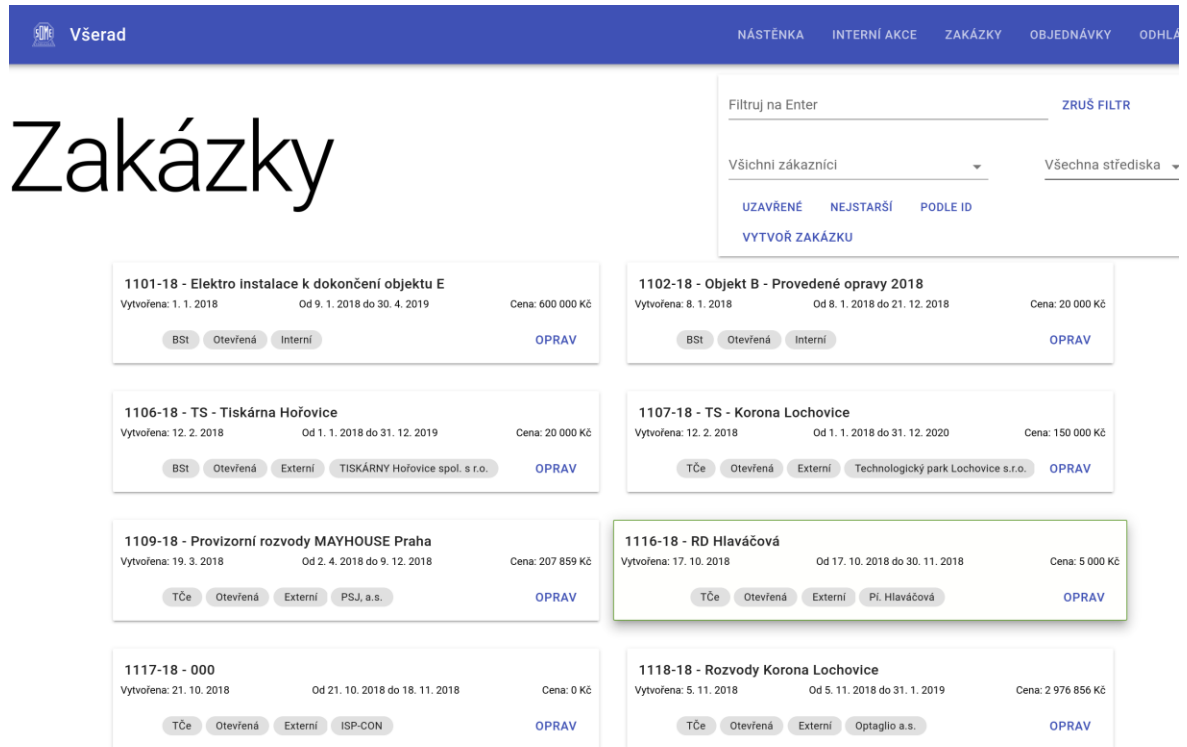 SOME Všerad NÁSTĚNKA INTERNÍ AKCE ZAKÁZKY OBJEDNÁVKY ODHLÁ
Zakázky
Filtruj na Enter ZRUŠ FILTR
Všichni zákazníci Všechna střediska
UZAVŘENÉ NEJSTARŠÍ PODLE ID
VYTVOŘ ZAKÁZKU
1101-18 - Elektro instalace k dokončení objektu E
Vytvořena: 1. 1. 2018 Od 9. 1. 2018 do 30. 4. 2019 Cena: 600 000 Kč
BSt Otevřená Interní OPRAV
1102-18 - Objekt B - Provedené opravy 2018
Vytvořena: 8. 1. 2018 Od 8. 1. 2018 do 21. 12. 2018 Cena: 20 000 Kč
BSt Otevřená Interní OPRAV
1106-18 - TS - Tiskárna Hořovice
Vytvořena: 12. 2. 2018 Od 1. 1. 2018 do 31. 12. 2019 Cena: 20 000 Kč
BSt Otevřená Externí TISKÁRNY Hořovice spol. s r.o. OPRAV
1107-18 - TS - Korona Lochovice
Vytvořena: 12. 2. 2018 Od 1. 1. 2018 do 31. 12. 2020 Cena: 150 000 Kč
TČe Otevřená Externí Technologický park Lochovice s.r.o. OPRAV
1109-18 - Provizorní rozvody MAYHOUSE Praha
Vytvořena: 19. 3. 2018 Od 2. 4. 2018 do 9. 12. 2018 Cena: 207 859 Kč
TČe Otevřená Externí PSJ, a.s. OPRAV
1116-18 - RD Hlaváčová
Vytvořena: 17. 10. 2018 Od 17. 10. 2018 do 30. 11. 2018 Cena: 5 000 Kč
TČe Otevřená Externí Pí. Hlaváčová OPRAV
1117-18 - 000
Vytvořena: 21. 10. 2018 Od 21. 10. 2018 do 18. 11. 2018 Cena: 0 Kč
TČe Otevřená Externí ISP-CON OPRAV
1118-18 - Rozvody Korona Lochovice
Vytvořena: 5. 11. 2018 Od 5. 11. 2018 do 31. 1. 2019 Cena: 2 976 856 Kč
TČe Otevřená Externí Optaglio a.s. OPRAV